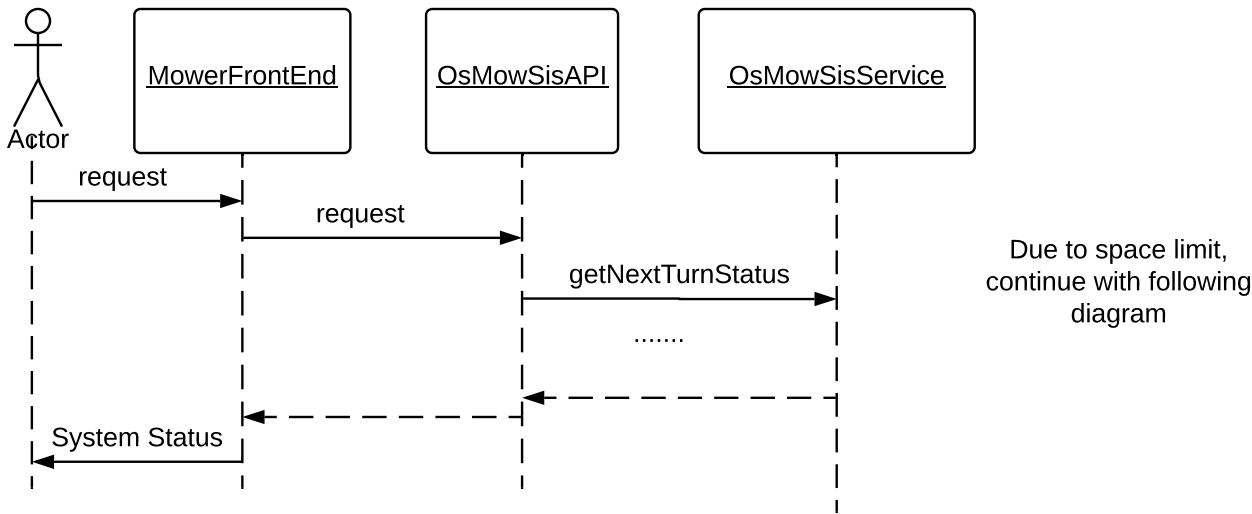 MowerFrontEnd
OsMowSisAPI
OsMowSisService
Actor
request
request
Due to space limit,
continue with following
diagram
getNextTurnStatus
.......
System Status